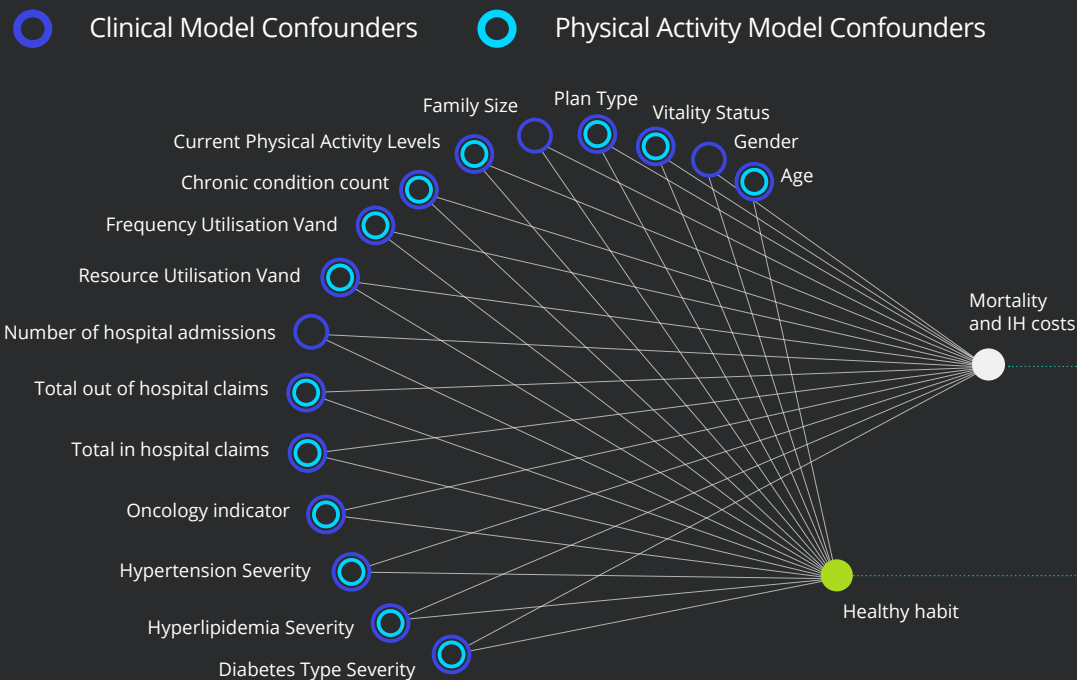 Clinical Model Confounders
Physical Activity Model Confounders
Family Size
Plan Type
Vitality Status
Gender
Age
Current Physical Activity Levels
Chronic condition count
Frequency Utilisation Vand
Resource Utilisation Vand
Number of hospital admissions
Total out of hospital claims
Total in hospital claims
Oncology indicator
Hypertension Severity
Hyperlipidemia Severity
Diabetes Type Severity
Mortality
and IH costs
Healthy habit